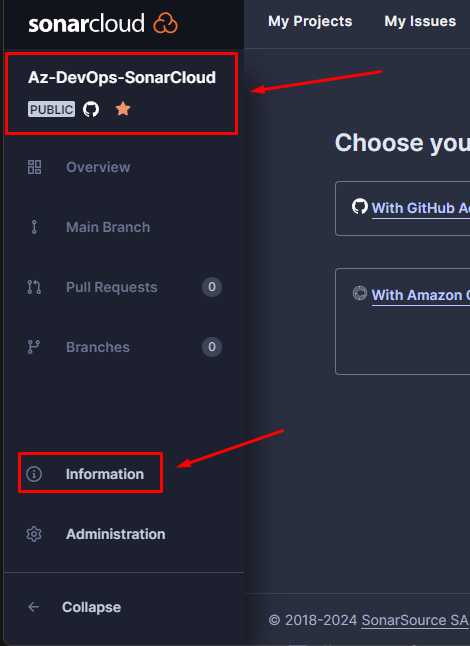 sonarcloud
My Projects My Issues
Az-DevOps-SonarCloud
PUBLIC
Overview
Main Branch
Pull Requests 0
Branches 0
Information
Administration
Collapse
Choose you
With GitHub A
With Amazon
© 2018-2024 SonarSource SA